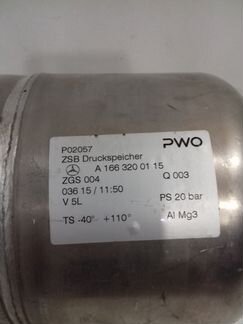 PWO
P02057
ZSB Druckspeicher
A 166 320 01 15
ZGS 004 Q 003
036 15 / 11:50
V 5L PS 20 bar
TS -40° +110° Al Mg3